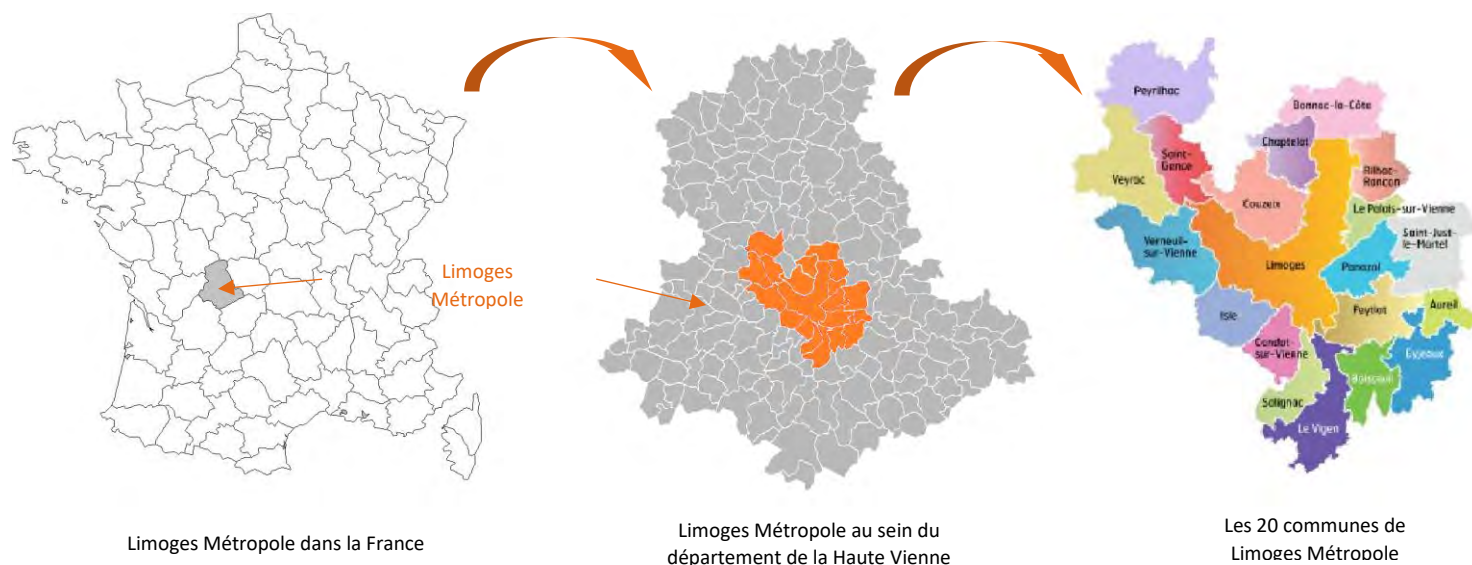 Limoges
Métropole
Peyrilhac
Bonnac-la-Côte
Chaptelat
Saint-
Gence
Rilhac-
Rancon
Veyrac
Couzeix
Le Palais-sur-Vienne
Saint-Just
le-Martel
Verneuil-
sur-Vienne
Limoges
Panazol
Isle
Feytiat
Aureil
Condat-
sur-Vienne
Eyjeaux
Boisseuil
Solignac
Le Vigen
Limoges Métropole dans la France
Limoges Métropole au sein du
département de la Haute Vienne
Les 20 communes de
Limoges Métropole